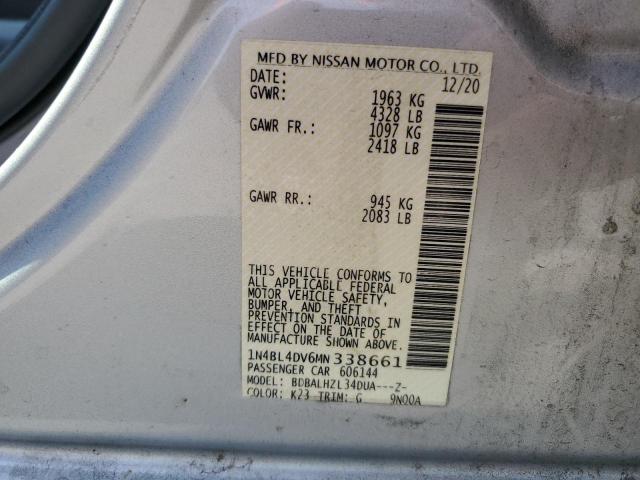 MFD BY NISSAN MOTOR CO., LTD.
DATE: 12/20
GVWR: 1963 KG
4328 LB
GAWR FR.: 1097 KG
2418 LB
GAWR RR.: 945 KG
2083 LB
THIS VEHICLE CONFORMS TO
ALL APPLICABLE FEDERAL
MOTOR VEHICLE SAFETY,
BUMPER, AND THEFT
PREVENTION STANDARDS IN
EFFECT ON THE DATE OF
MANUFACTURE SHOWN ABOVE.
1N4BL4DV6MN338661
PASSENGER CAR 606144
MODEL: BDBALHZL34DUA---Z-
COLOR: K23 TRIM: G 9N00A